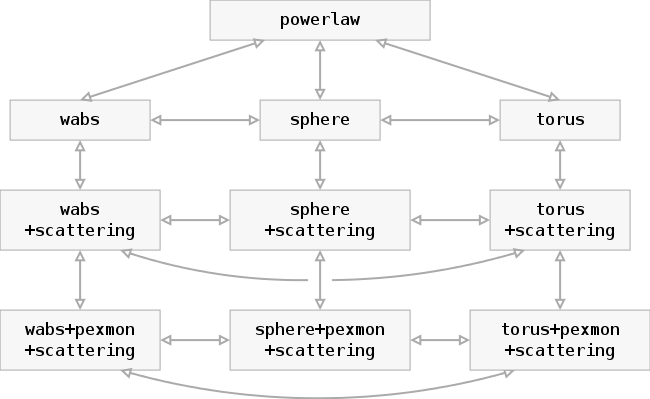 powerlaw
wabs
sphere
torus
wabs
+scattering
sphere
+scattering
torus
+scattering
wabs+pexmon
+scattering
sphere+pexmon
+scattering
torus+pexmon
+scattering